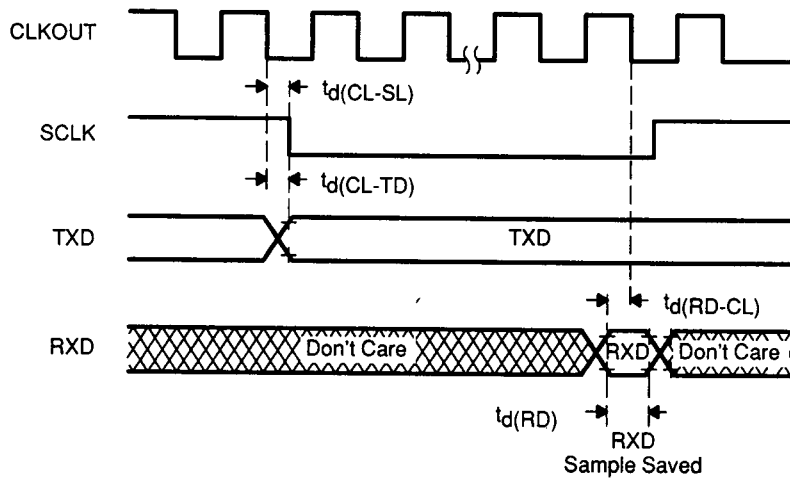 CLKOUT
td(CL-SL)
SCLK
td(CL-TD)
TXD
TXD
td(RD-CL)
RXD
Don't Care
RXD
Don't Care
td(RD)
RXD
Sample Saved